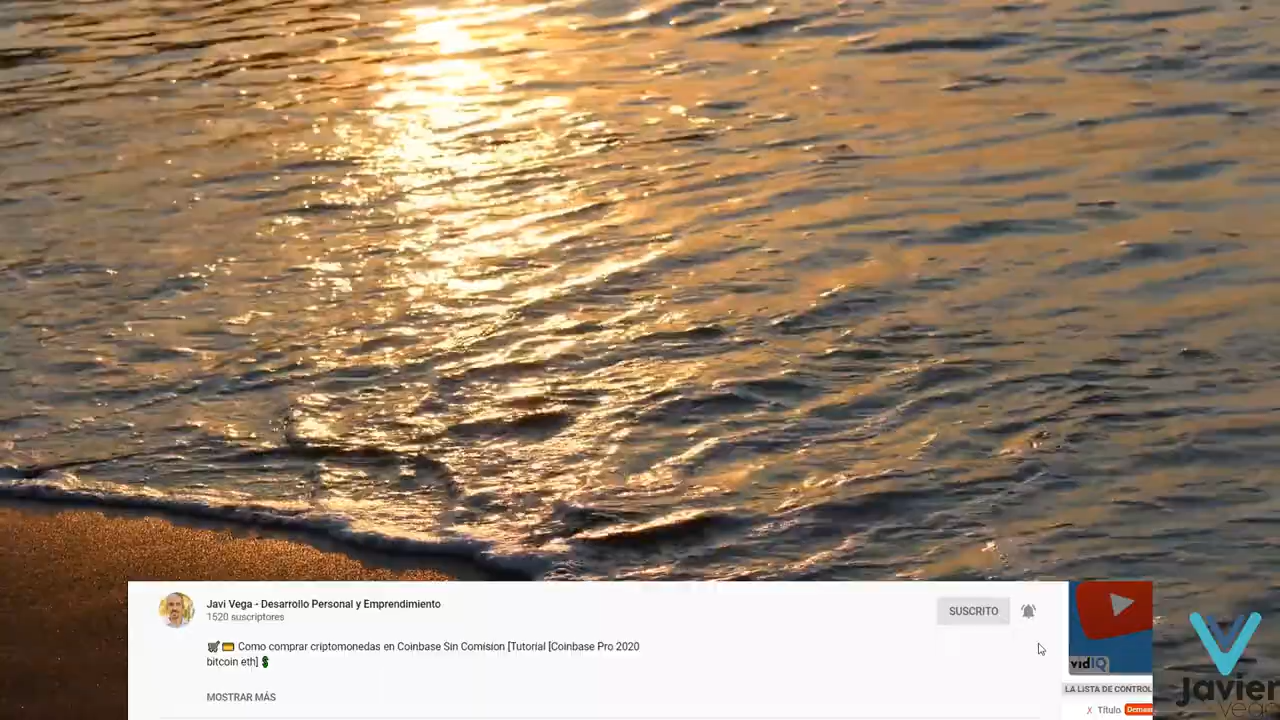 Javi Vega - Desarrollo Personal y Emprendimiento
1520 suscriptores
SUSCRITO
Como comprar criptomonedas en Coinbase Sin Comision [Tutorial [Coinbase Pro 2020
bitcoin eth]
MOSTRAR MÁS
vidIQ
LA LISTA DE CONTROL
X Título
Javier
vega